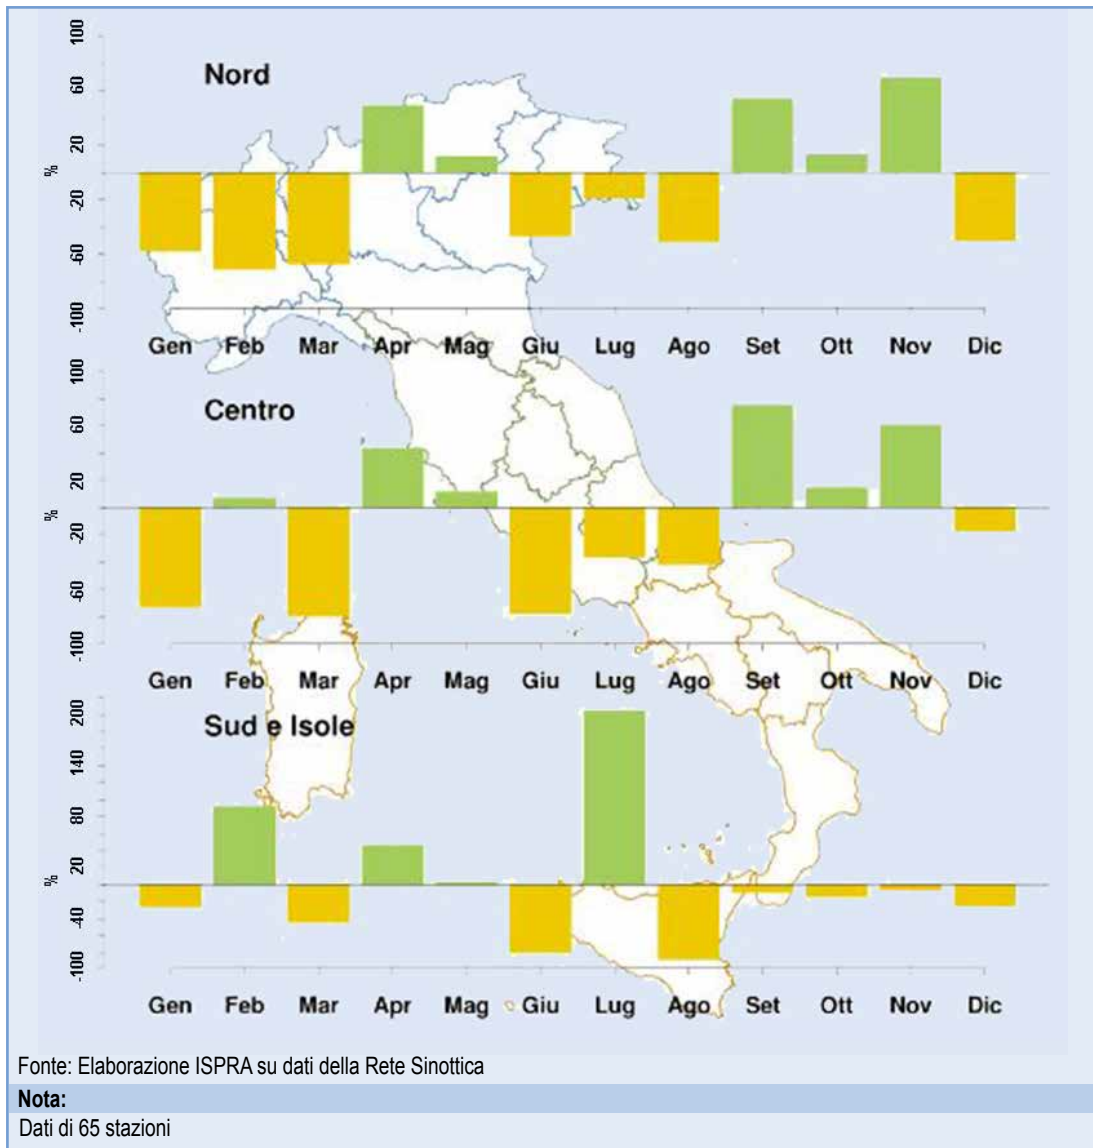 Nord
100
60
20
%
-20
-60
-100
Gen Feb Mar Apr Mag Giu Lug Ago Set Ott Nov Dic
Centro
100
60
20
%
-20
-60
-100
Gen Feb Mar Apr Mag Giu Lug Ago Set Ott Nov Dic
Sud e Isole
200
140
80
20
%
-40
-100
Gen Feb Mar Apr Mag Giu Lug Ago Set Ott Nov Dic
Fonte: Elaborazione ISPRA su dati della Rete Sinottica
Nota:
Dati di 65 stazioni